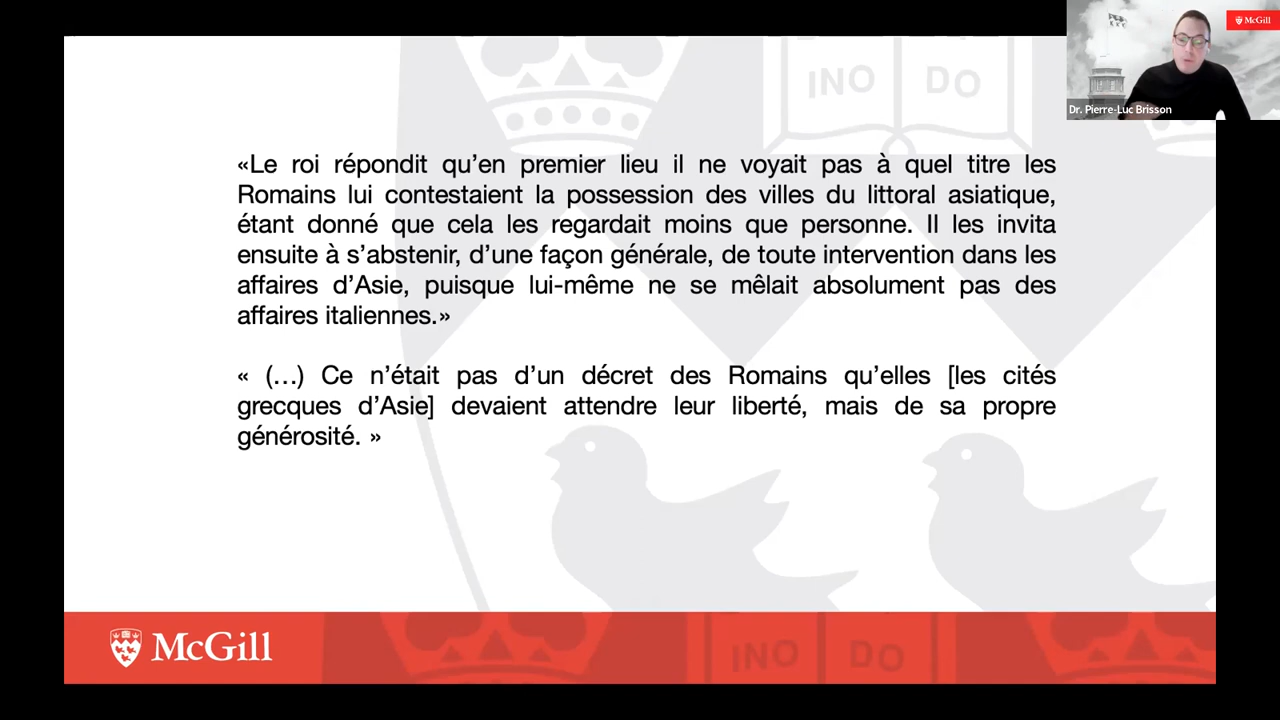 McGill
Dr. Pierre-Luc Brisson
INO DO
«Le roi répondit qu’en premier lieu il ne voyait pas à quel titre les
Romains lui contestaient la possession des villes du littoral asiatique,
étant donné que cela les regardait moins que personne. Il les invita
ensuite à s’abstenir, d’une façon générale, de toute intervention dans les
affaires d’Asie, puisque lui-même ne se mêlait absolument pas des
affaires italiennes.»
« (…) Ce n’était pas d’un décret des Romains qu’elles [les cités
grecques d’Asie] devaient attendre leur liberté, mais de sa propre
générosité. »
McGill
INO DO